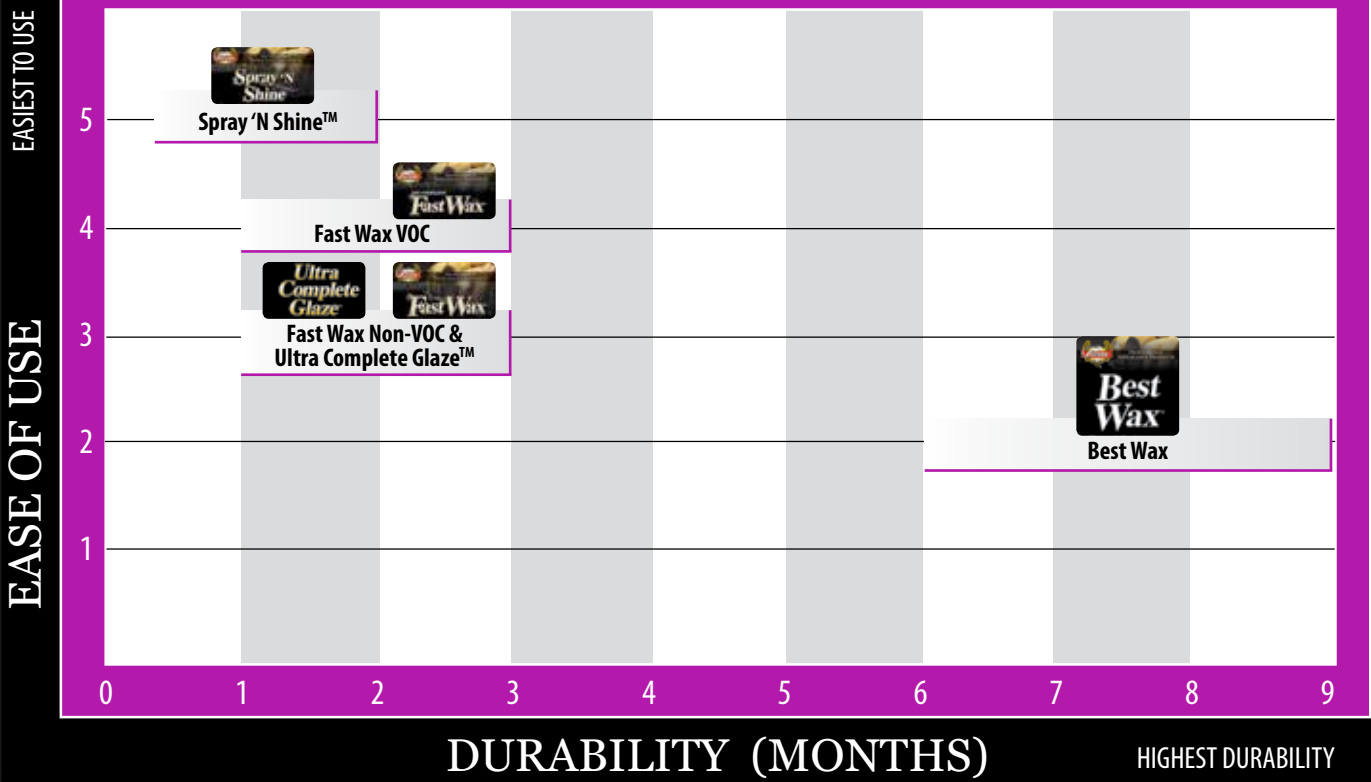 EASIEST TO USE
EASE OF USE
5
4
3
2
1
Spray 'N
Shine
Spray ‘N Shine™
Fast Wax
Fast Wax VOC
Ultra
Complete
Glaze
Fast Wax
Fast Wax Non-VOC &
Ultra Complete Glaze™
Best
Wax
Best Wax
0 1 2 3 4 5 6 7 8 9
DURABILITY (MONTHS)
HIGHEST DURABILITY